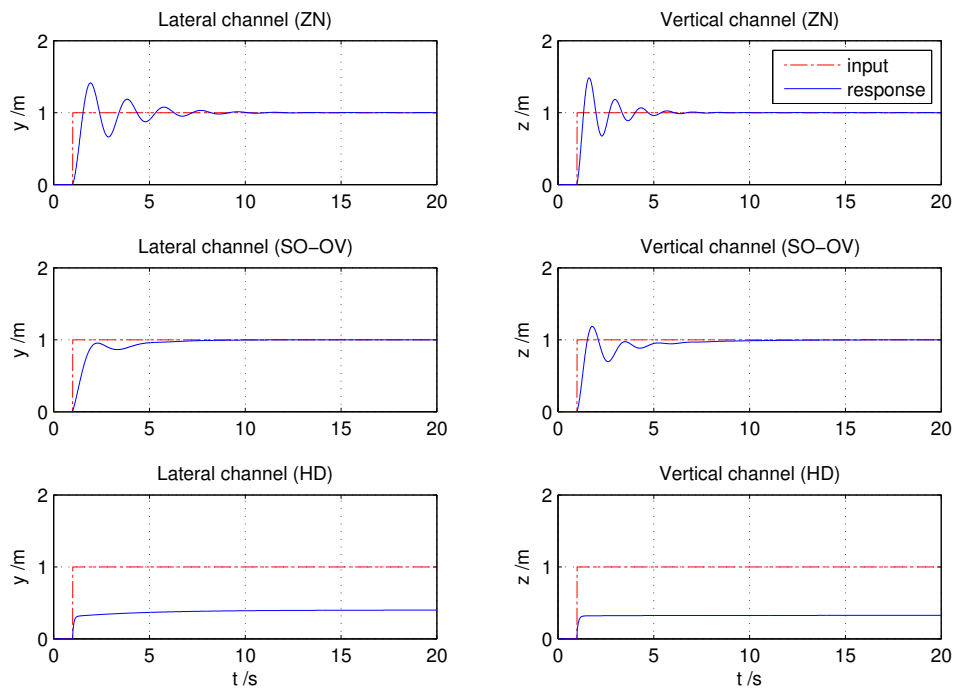 Lateral channel (ZN)
Vertical channel (ZN)
2
1
0
y /m
0 5 10 15 20
2
1
0
z /m
0 5 10 15 20
input
response
Lateral channel (SO−OV)
Vertical channel (SO−OV)
2
1
0
y /m
0 5 10 15 20
2
1
0
z /m
0 5 10 15 20
Lateral channel (HD)
Vertical channel (HD)
2
1
0
y /m
0 5 10 15 20
t /s
2
1
0
z /m
0 5 10 15 20
t /s